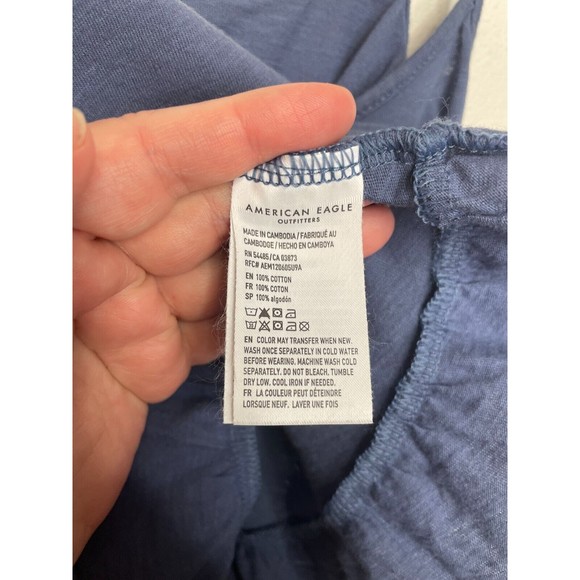 AMERICAN EAGLE
OUTFITTERS
MADE IN CAMBODIA / FABRIQUÉ AU
CAMBODGE / HECHO EN CAMBOYA
RN 54485 / CA 03873
RFC# AEM120605U9A
EN 100% COTTON
FR 100% COTON
SP 100% algodón
EN COLOR MAY TRANSFER WHEN NEW.
WASH ONCE SEPARATELY IN COLD WATER
BEFORE WEARING. MACHINE WASH COLD
SEPARATELY. DO NOT BLEACH. TUMBLE
DRY LOW. COOL IRON IF NEEDED.
FR LA COULEUR PEUT DÉTEINDRE
LORSQUE NEUF. LAVER UNE FOIS